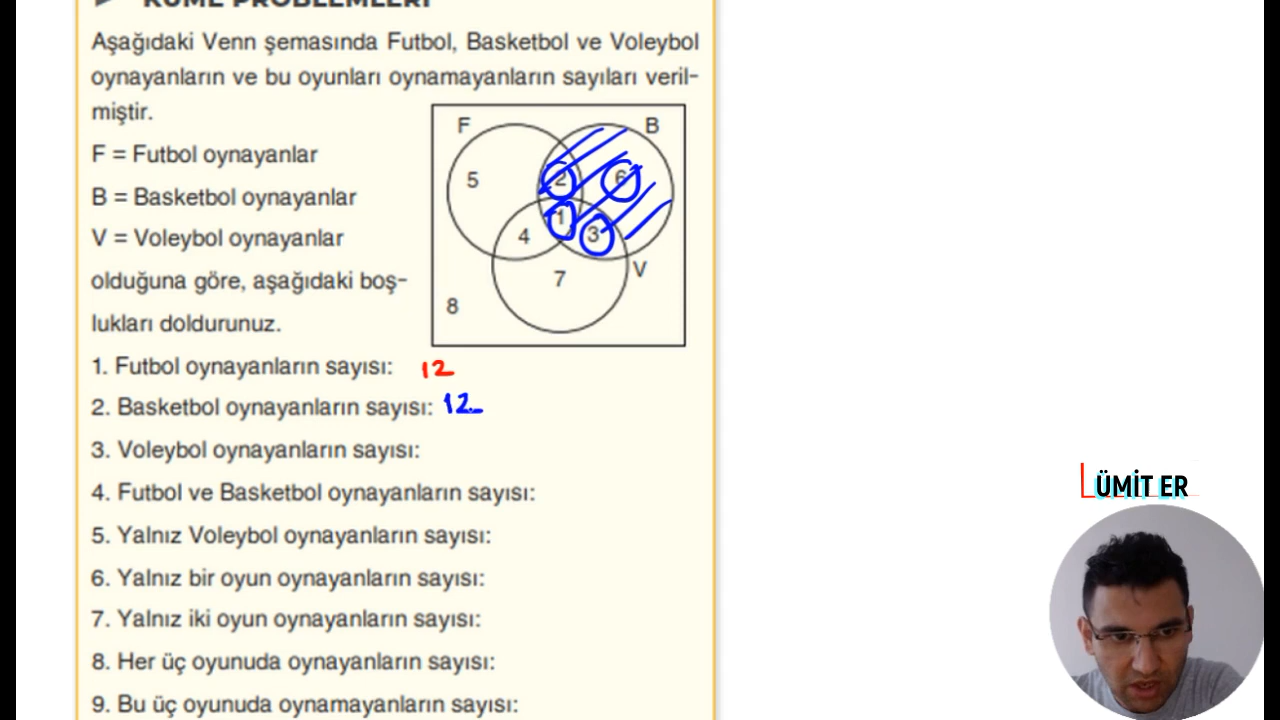 KÜME PROBLEMLERİ
Aşağıdaki Venn şemasında Futbol, Basketbol ve Voleybol
oynayanların ve bu oyunları oynamayanların sayıları veril-
miştir.
F = Futbol oynayanlar
B = Basketbol oynayanlar
V = Voleybol oynayanlar
olduğuna göre, aşağıdaki boş-
lukları doldurunuz.
F
B
5
2
6
1
4
3
V
7
8
1. Futbol oynayanların sayısı: 12
2. Basketbol oynayanların sayısı: 12
3. Voleybol oynayanların sayısı:
4. Futbol ve Basketbol oynayanların sayısı:
5. Yalnız Voleybol oynayanların sayısı:
6. Yalnız bir oyun oynayanların sayısı:
7. Yalnız iki oyun oynayanların sayısı:
8. Her üç oyunuda oynayanların sayısı:
9. Bu üç oyunuda oynamayanların sayısı:
ÜMİT ER